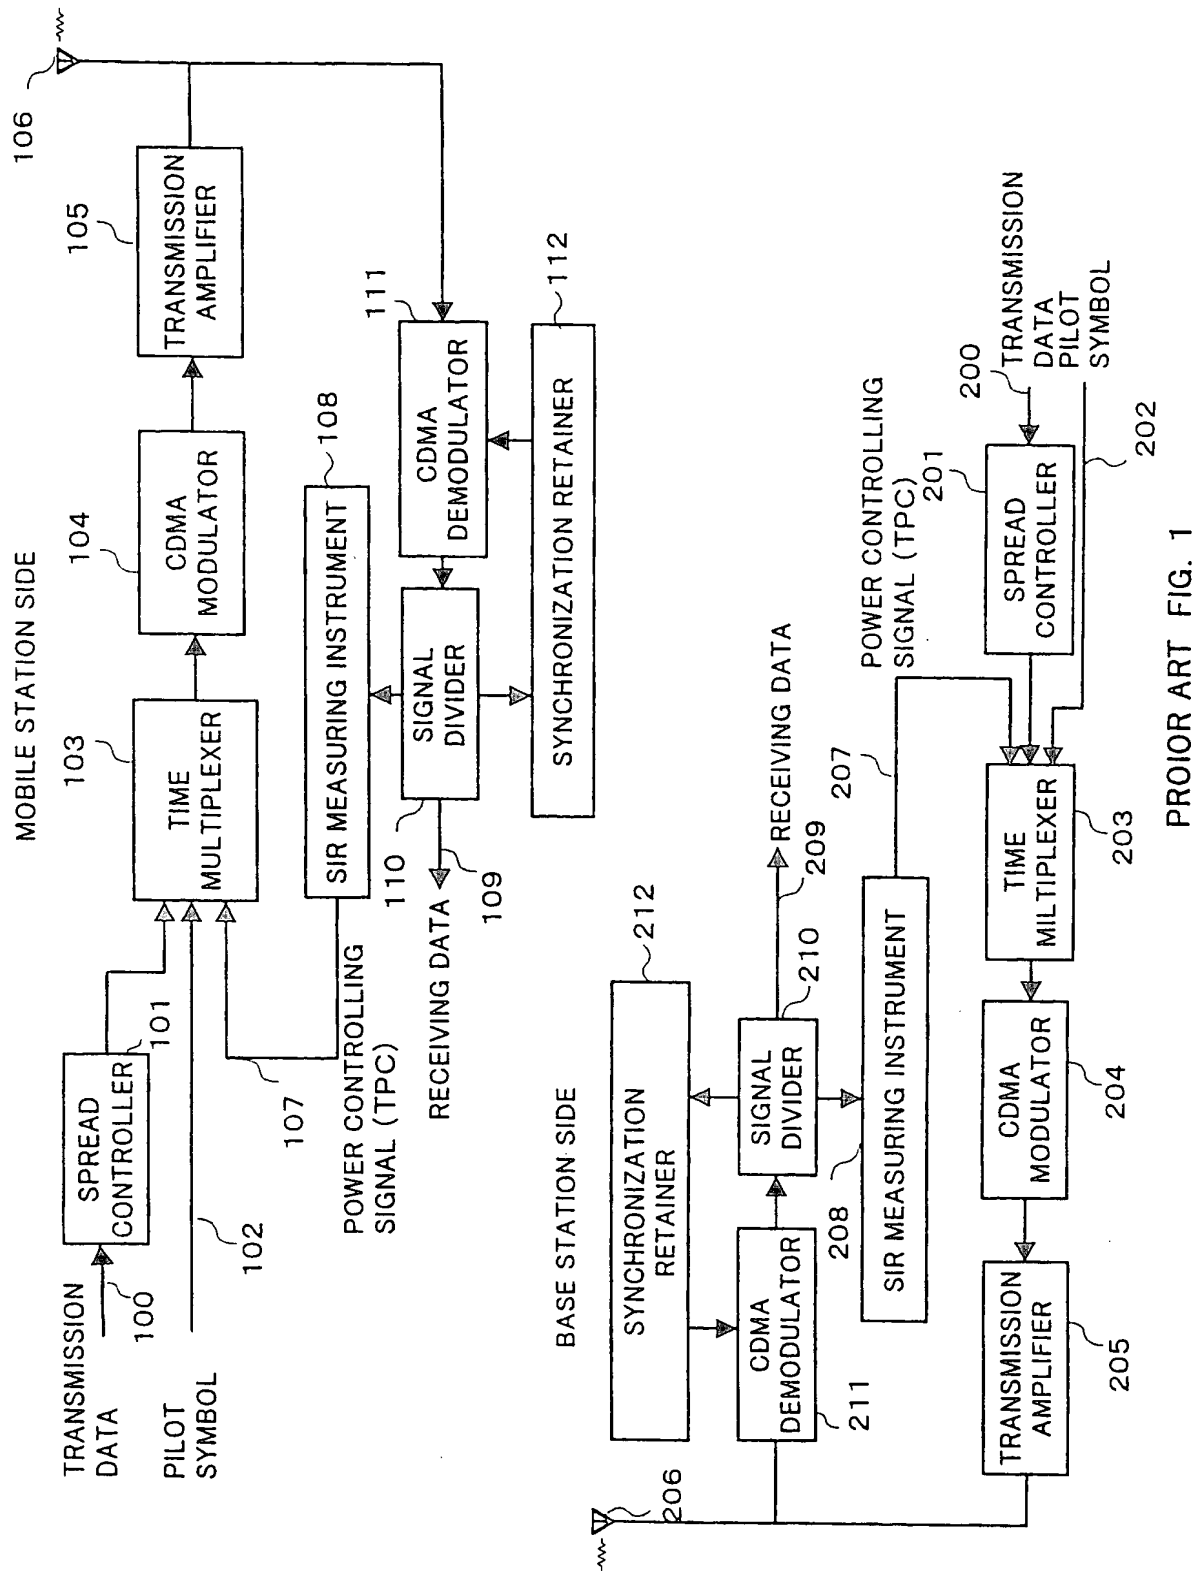 MOBILE STATION SIDE
TRANSMISSION
DATA
100
SPREAD
CONTROLLER
101
PILOT
SYMBOL
102
TIME
MULTIPLEXER
103
CDMA
MODULATOR
104
TRANSMISSION
AMPLIFIER
105
106
107
POWER CONTROLLING
SIGNAL (TPC)
SIR MEASURING INSTRUMENT
108
RECEIVING DATA
109
110
SIGNAL
DIVIDER
CDMA
DEMODULATOR
111
SYNCHRONIZATION RETAINER
112
BASE STATION SIDE
206
SYNCHRONIZATION
RETAINER
212
CDMA
DEMODULATOR
211
SIGNAL
DIVIDER
210
RECEIVING DATA
209
208
SIR MEASURING INSTRUMENT
207
POWER CONTROLLING
SIGNAL (TPC)
TRANSMISSION
AMPLIFIER
205
CDMA
MODULATOR
204
TIME
MILTIPLEXER
203
SPREAD
CONTROLLER
201
200
TRANSMISSION
DATA
PILOT
SYMBOL
202
PROIOR ART FIG. 1